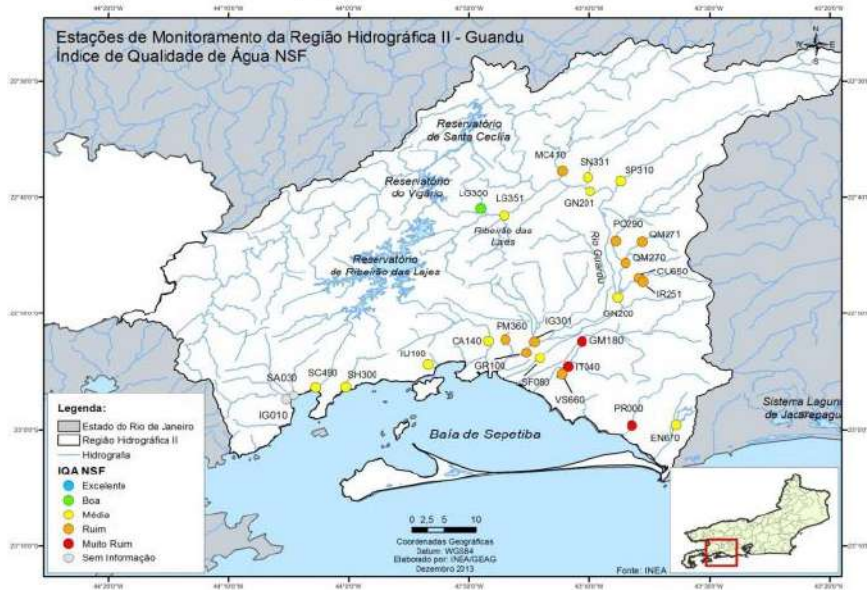 Estações de Monitoramento da Região Hidrográfica II - Guandu
Índice de Qualidade de Água NSF
N
S
Reservatório
de Santa Cecília
MC410
SN331
SP310
Reservatório
do Vigário
LG350
LG351
GN201
Ribeirão das
Lajes
Rio Guandu
PO290
QM271
QM270
CU650
IR251
GN200
Reservatório
de Ribeirão das Lajes
PM360
IG301
CA140
GM180
GR100
SF080
IT040
VS660
SA030
SC490
SH300
IG010
PR000
EN670
Baía de Sepetiba
Sistema Lagunar
de Jacarepaguá
Legenda:
Estado do Rio de Janeiro
Região Hidrográfica II
Hidrografia
IQA NSF
Excelente
Boa
Média
Ruim
Muito Ruim
Sem Informação
0 2,5 5 10
Coordenadas Geográficas
Datum: WGS84
Elaborado por: INEA/GEAG
Dezembro 2013
Fonte: INEA